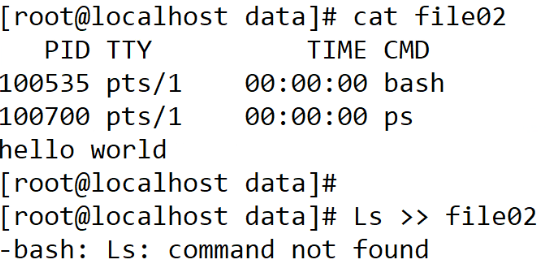 [root@localhost data]# cat file02
   PID TTY          TIME CMD
100535 pts/1    00:00:00 bash
100700 pts/1    00:00:00 ps
hello world
[root@localhost data]#
[root@localhost data]# Ls >> file02
-bash: Ls: command not found